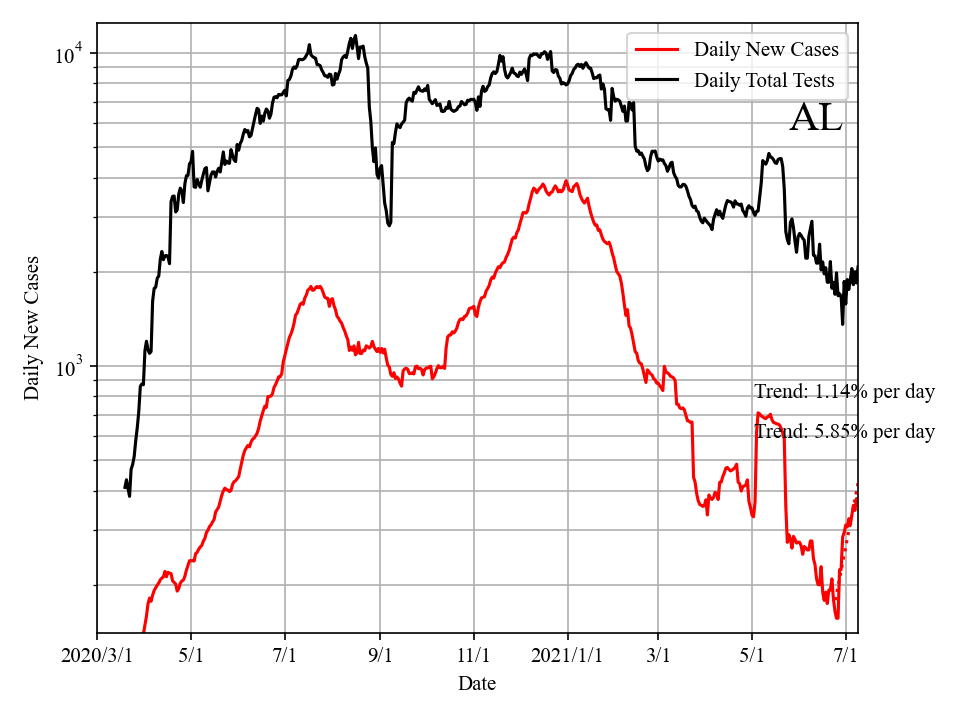 10^4
Daily New Cases
Daily Total Tests
AL
Daily New Cases
10^3
Trend: 1.14% per day
Trend: 5.85% per day
2020/3/1 5/1 7/1 9/1 11/1 2021/1/1 3/1 5/1 7/1
Date